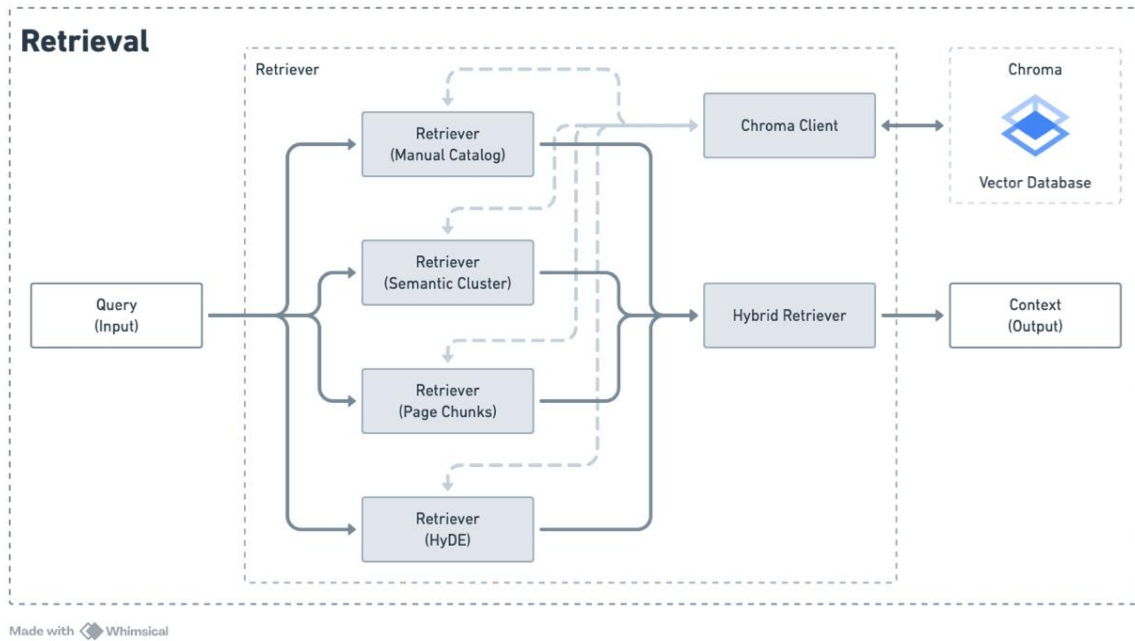 Retrieval
Retriever
Chroma
Retriever
(Manual Catalog)
Chroma Client
Vector Database
Retriever
(Semantic Cluster)
Query
(Input)
Hybrid Retriever
Context
(Output)
Retriever
(Page Chunks)
Retriever
(HyDE)
Made with Whimsical